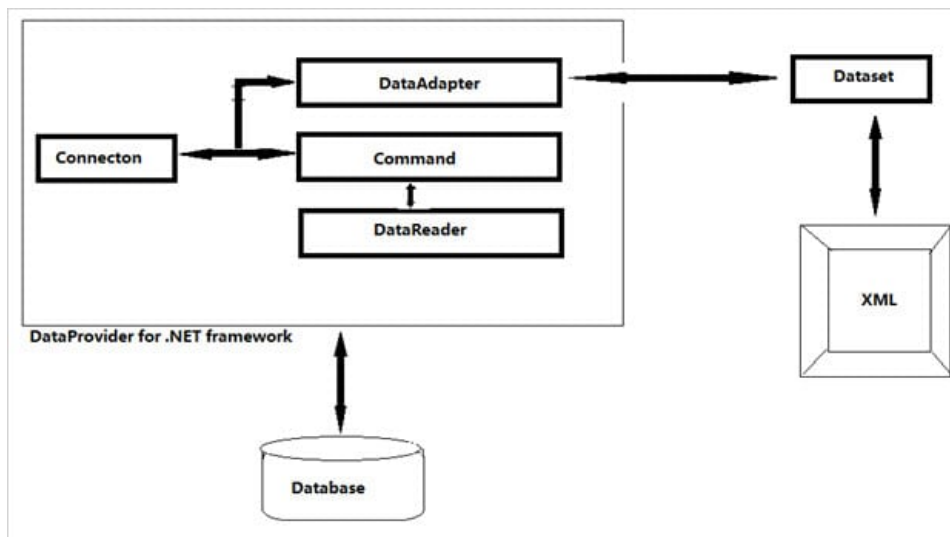 DataAdapter
Dataset
Connecton
Command
DataReader
XML
DataProvider for .NET framework
Database